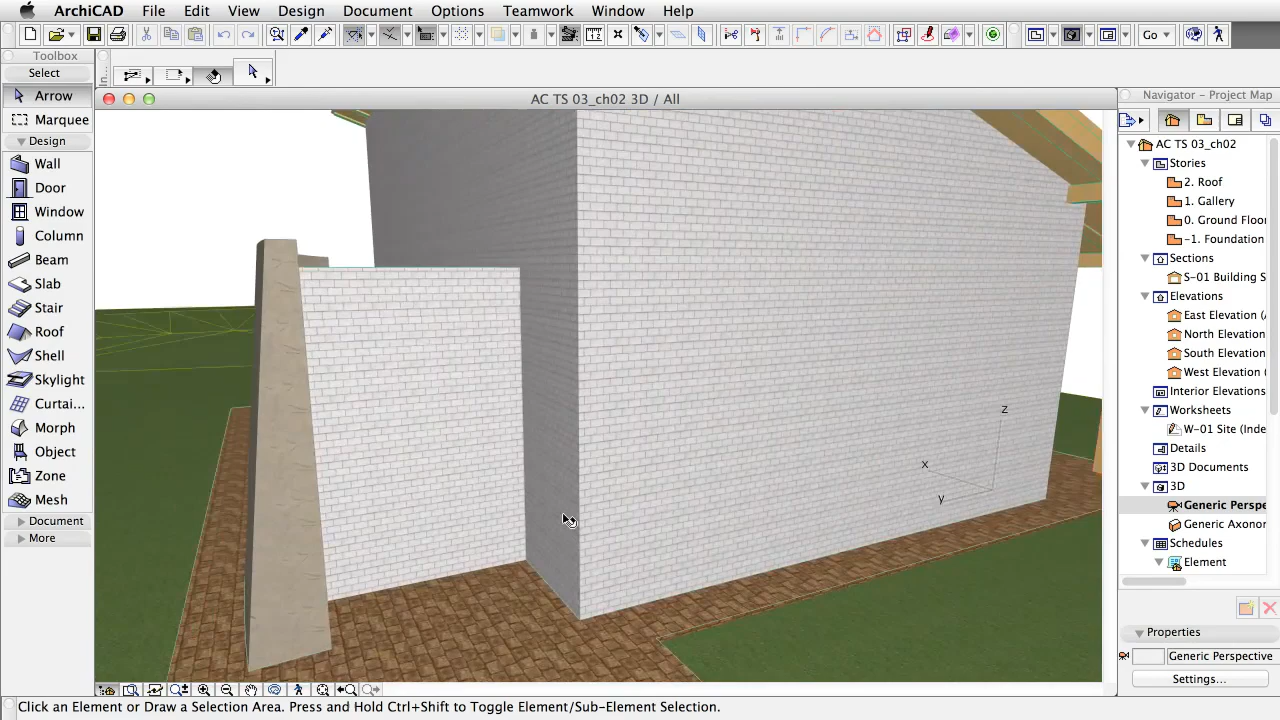 ArchiCAD File Edit View Design Document Options Teamwork Window Help
Go
Toolbox
Select
Arrow
Marquee
Design
Wall
Door
Window
Column
Beam
Slab
Stair
Roof
Shell
Skylight
Curtai...
Morph
Object
Zone
Mesh
Document
More
AC TS 03_ch02 3D / All
z
x
y
Navigator - Project Map
AC TS 03_ch02
Stories
2. Roof
1. Gallery
0. Ground Floo
-1. Foundation
Sections
S-01 Building S
Elevations
East Elevation (
North Elevation
South Elevation
West Elevation (
Interior Elevations
Worksheets
W-01 Site (Inde
Details
3D Documents
3D
Generic Perspe
Generic Axono
Schedules
Element
Properties
Generic Perspective
Settings...
Click an Element or Draw a Selection Area. Press and Hold Ctrl+Shift to Toggle Element/Sub-Element Selection.